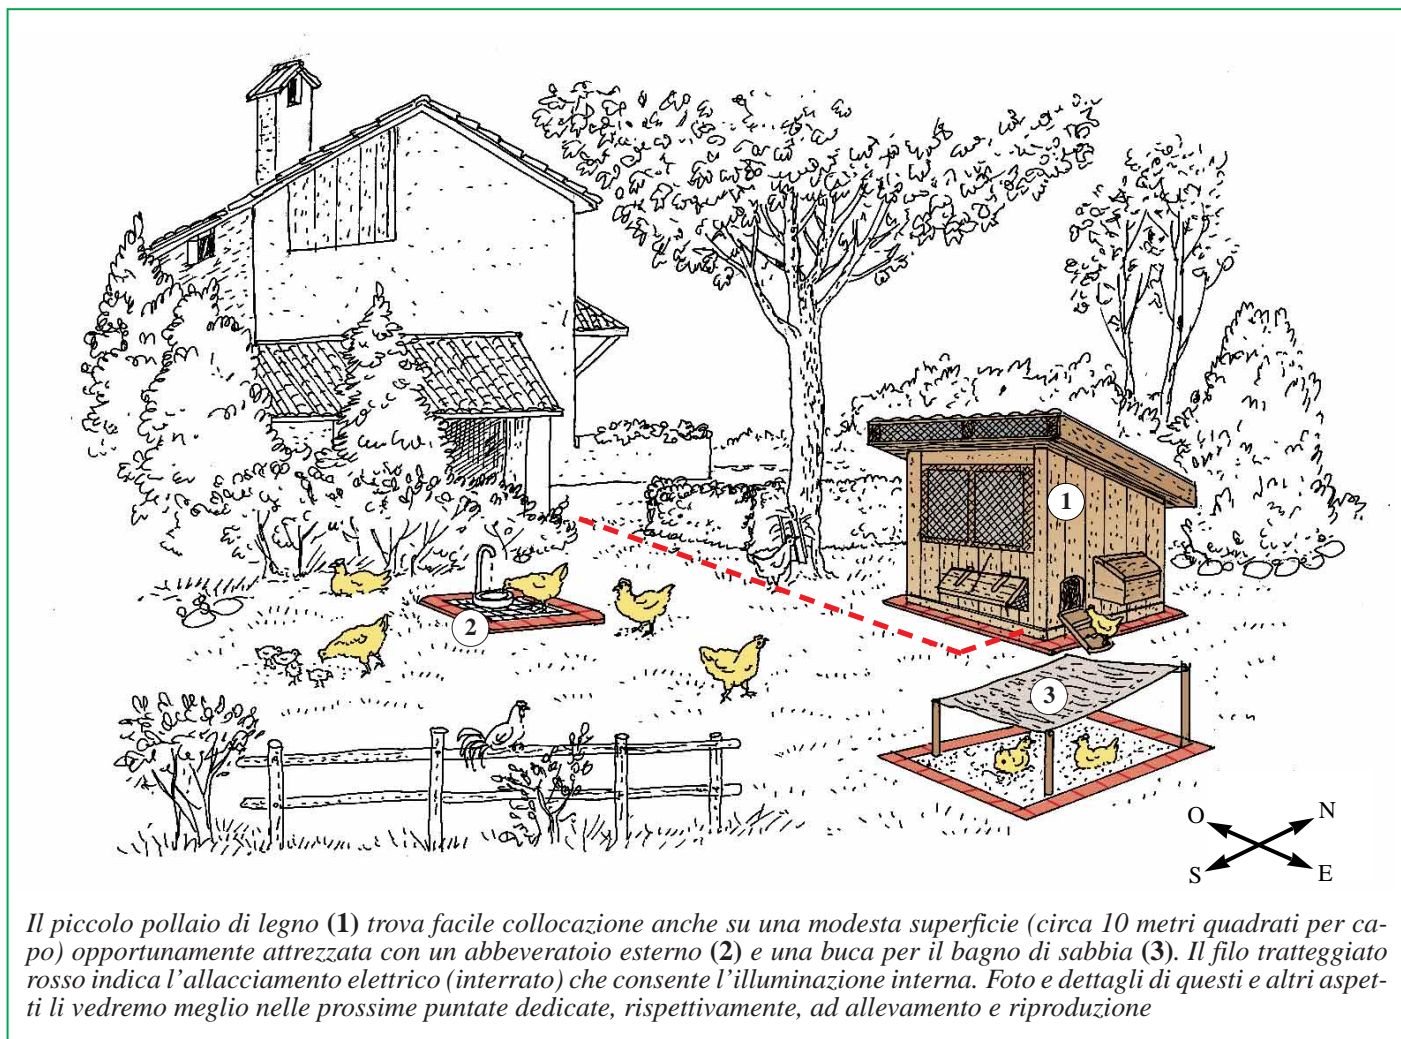 1
2
3
O
N
S
E
Il piccolo pollaio di legno (1) trova facile collocazione anche su una modesta superficie (circa 10 metri quadrati per ca-
po) opportunamente attrezzata con un abbeveratoio esterno (2) e una buca per il bagno di sabbia (3). Il filo tratteggiato
rosso indica l'allacciamento elettrico (interrato) che consente l'illuminazione interna. Foto e dettagli di questi e altri aspet-
ti li vedremo meglio nelle prossime puntate dedicate, rispettivamente, ad allevamento e riproduzione